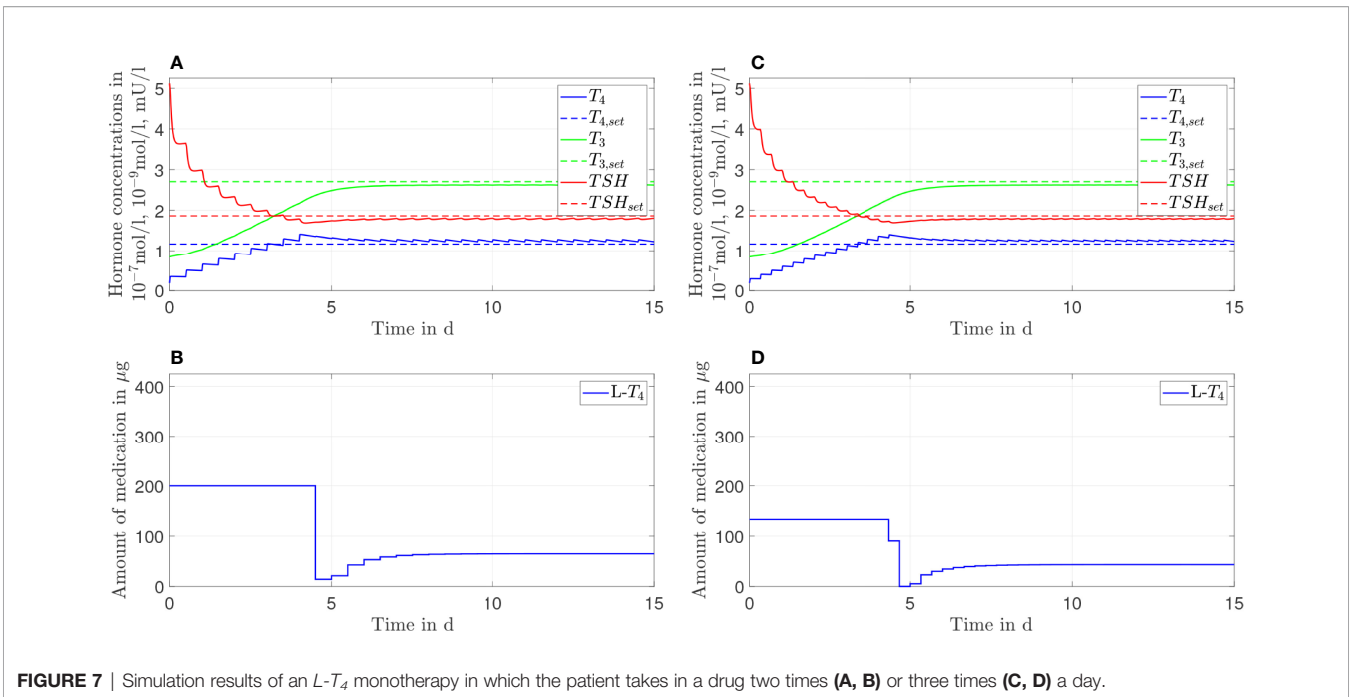 A
Hormone concentrations in
10⁻⁷mol/l, 10⁻⁹mol/l, mU/l
5
4
3
2
1
0
0
5
10
15
Time in d
T₄
T₄,set
T₃
T₃,set
TSH
TSHset
C
Hormone concentrations in
10⁻⁷mol/l, 10⁻⁹mol/l, mU/l
5
4
3
2
1
0
0
5
10
15
Time in d
T₄
T₄,set
T₃
T₃,set
TSH
TSHset
B
Amount of medication in μg
400
300
200
100
0
0
5
10
15
Time in d
L-T₄
D
Amount of medication in μg
400
300
200
100
0
0
5
10
15
Time in d
L-T₄
FIGURE 7 | Simulation results of an L-T₄ monotherapy in which the patient takes in a drug two times (A, B) or three times (C, D) a day.